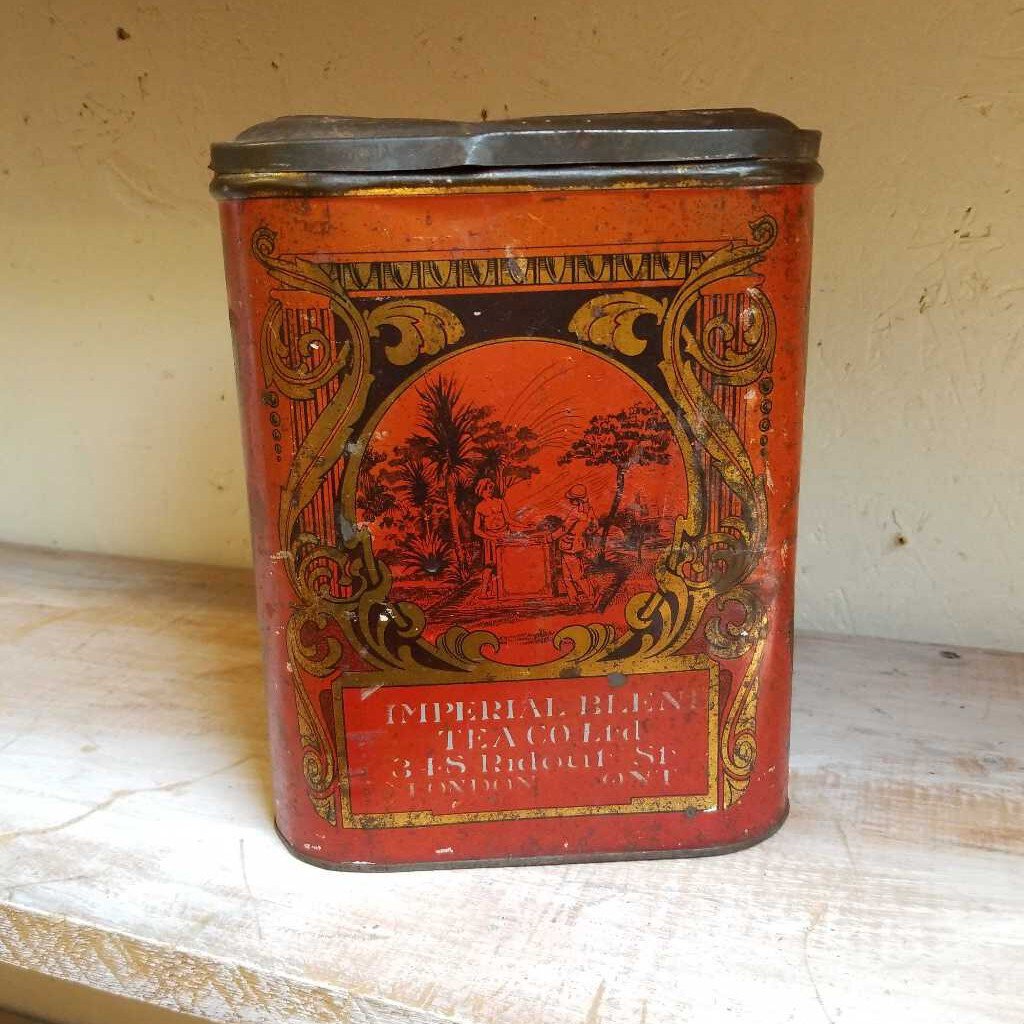 IMPERIAL BLEND
TEA CO Ltd
348 Ridout St
LONDON ONT